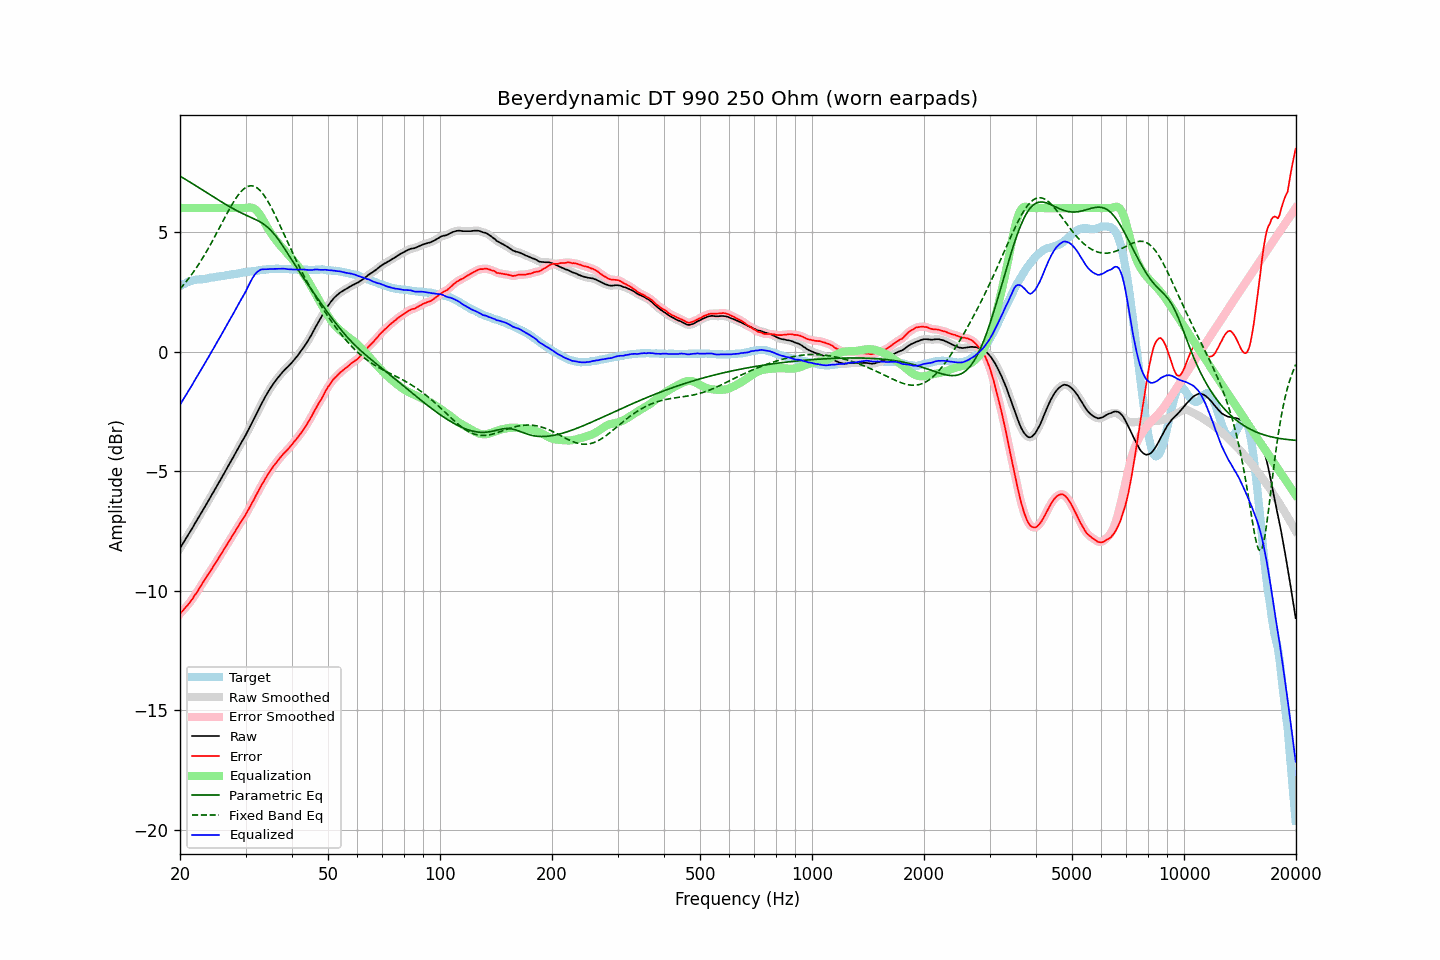 Beyerdynamic DT 990 250 Ohm (worn earpads)
Amplitude (dBr)
5
0
−5
−10
−15
−20
Target
Raw Smoothed
Error Smoothed
Raw
Error
Equalization
Parametric Eq
Fixed Band Eq
Equalized
20 50 100 200 500 1000 2000 5000 10000 20000
Frequency (Hz)